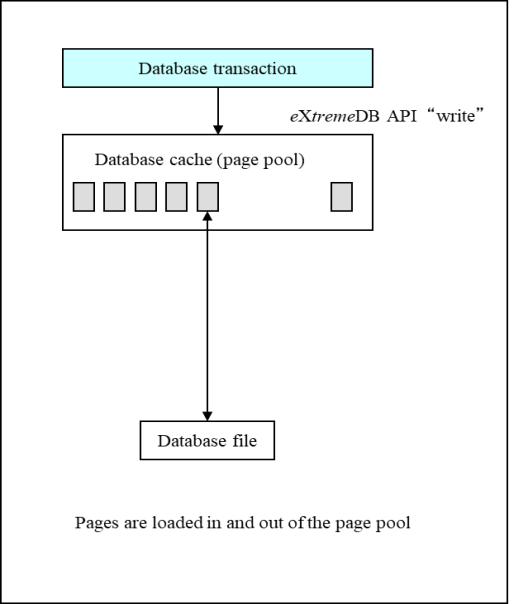 Database transaction
eXtremeDB API “write”
Database cache (page pool)
Database file
Pages are loaded in and out of the page pool